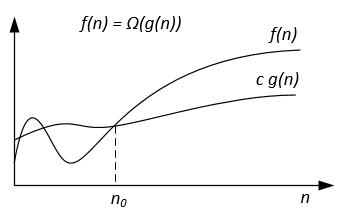 f(n) = Ω(g(n))
f(n)
c g(n)
n₀
n